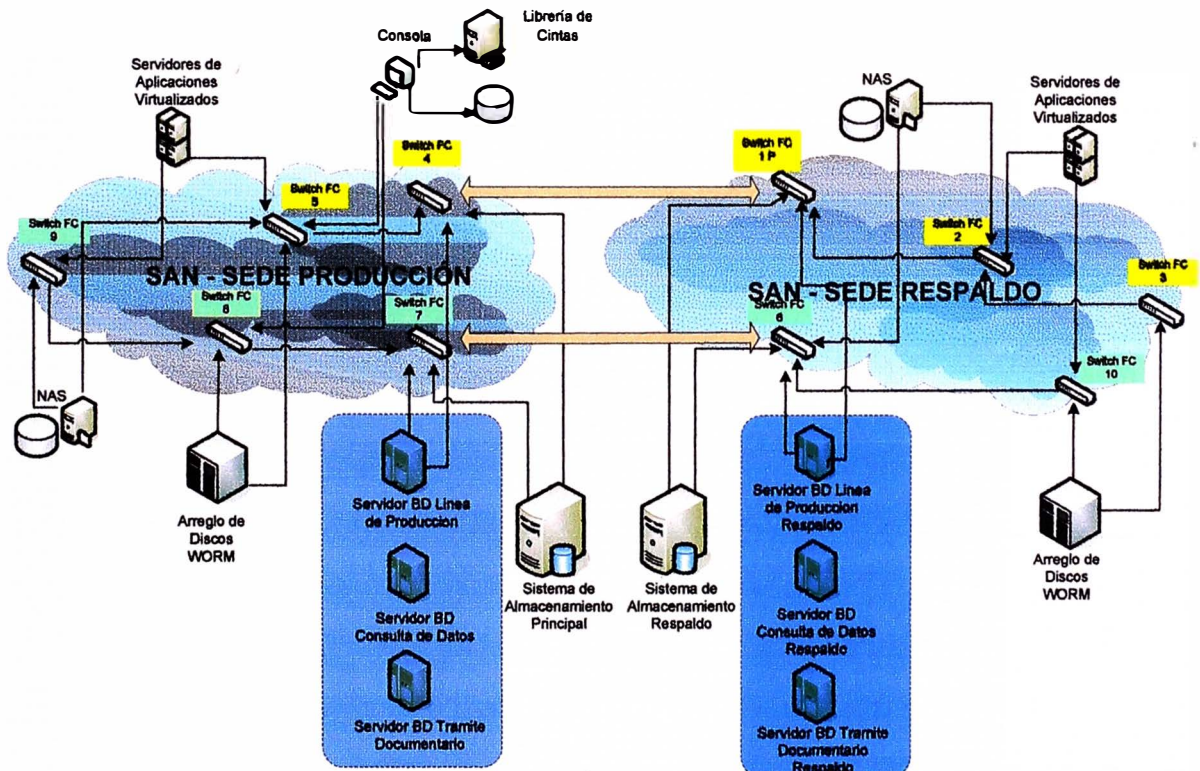 Consola
Librería de
Cintas
Servidores de
Aplicaciones
Virtualizados
NAS
Servidores de
Aplicaciones
Virtualizados
Switch FC
4
Switch FC
1 P
Switch FC
5
Switch FC
9
Switch FC
2
Switch FC
3
SAN - SEDE PRODUCCIÓN
SAN - SEDE RESPALDO
Switch FC
8
Switch FC
7
Switch FC
6
Switch FC
10
NAS
Arreglo de
Discos
WORM
Servidor BD Linea
de Produccion
Servidor BD
Consulta de Datos
Servidor BD Tramite
Documentario
Sistema de
Almacenamiento
Principal
Sistema de
Almacenamiento
Respaldo
Servidor BD Linea
de Produccion
Respaldo
Servidor BD
Consulta de Datos
Respaldo
Servidor BD Tramite
Documentario
Respaldo
Arreglo de
Discos
WORM